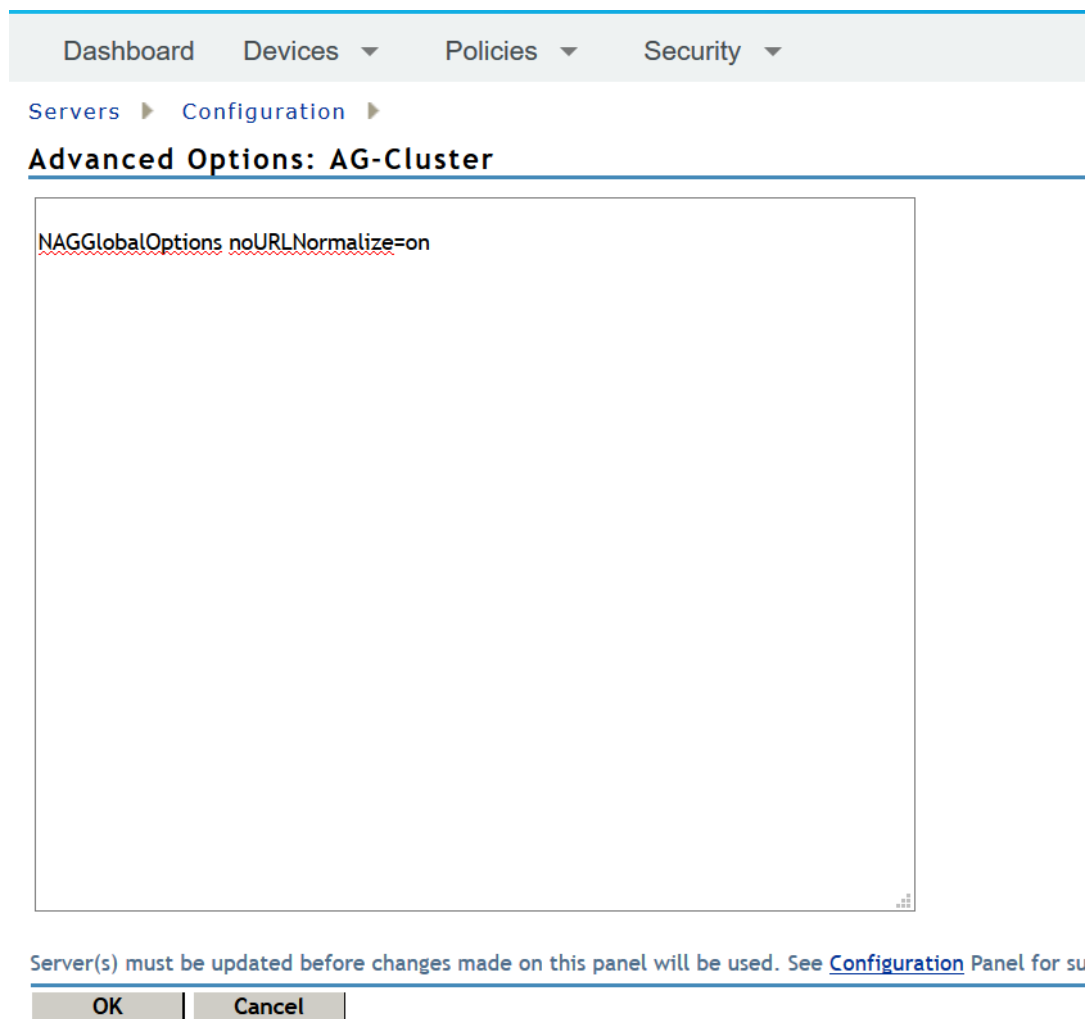 Dashboard Devices Policies Security
Servers Configuration
Advanced Options: AG-Cluster
NAGGlobalOptions noURLNormalize=on
Server(s) must be updated before changes made on this panel will be used. See Configuration Panel for su
OK Cancel